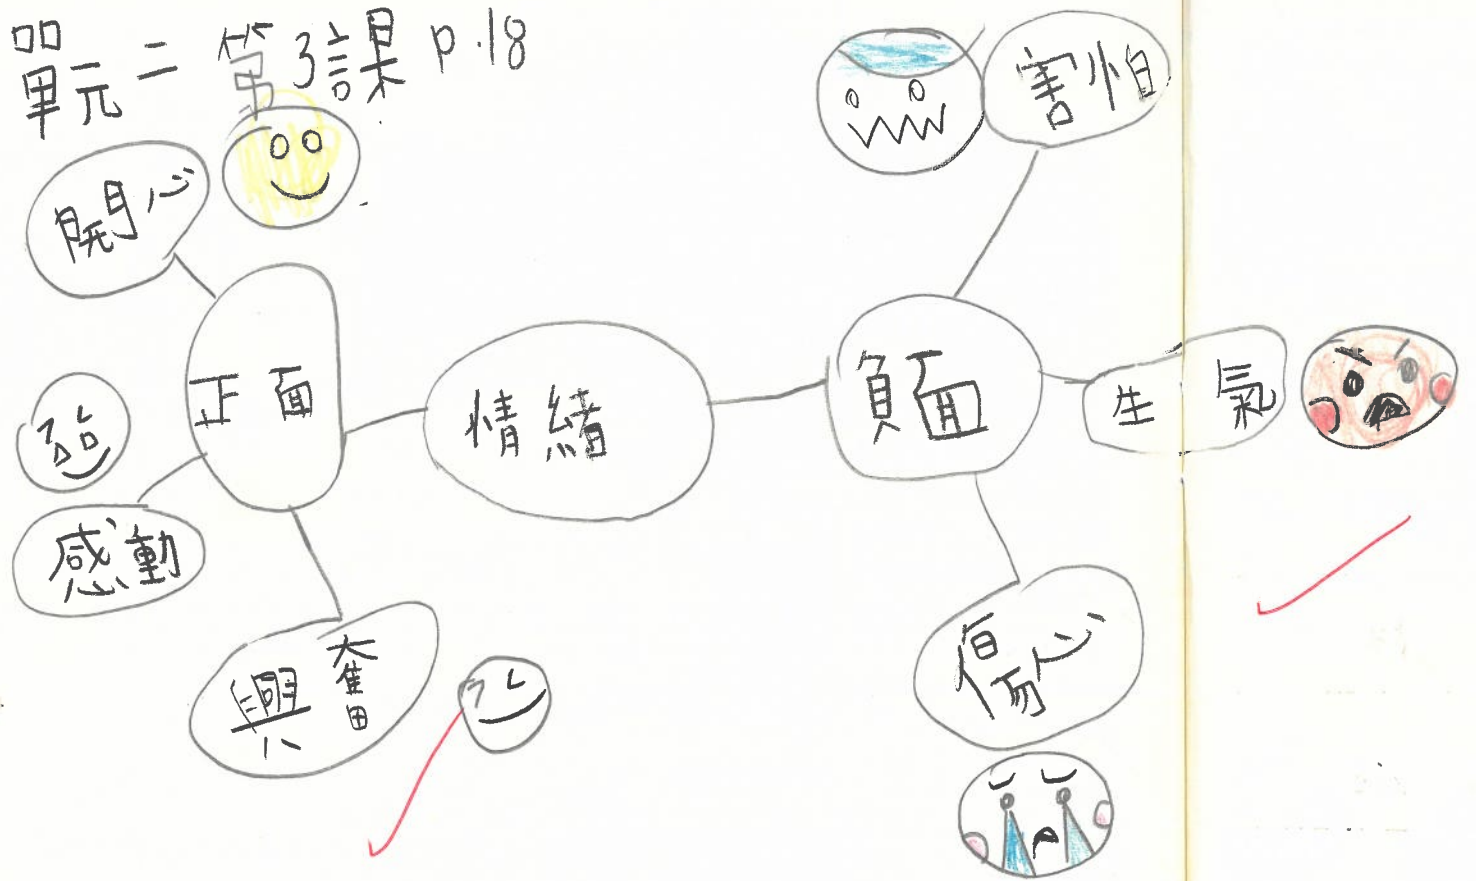 單元二 第3課 p.18
害怕
開心
正面
情緒
負面
生氣
感動
興奮
傷心